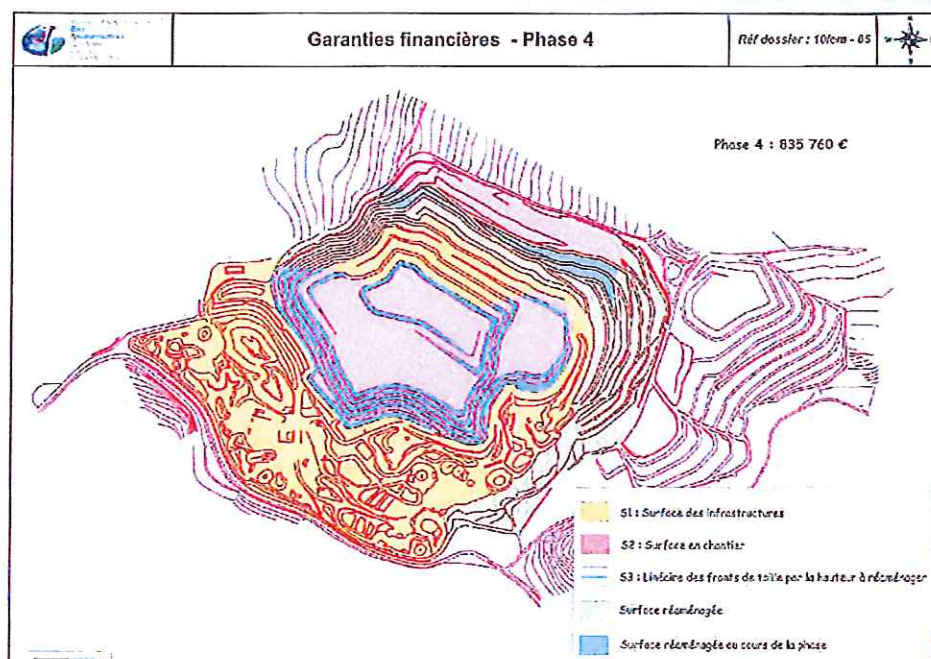 Garanties financières - Phase 4
Réf dossier : 10/cm - 05
Phase 4 : 835 760 €
S1 : Surface des infrastructures
S2 : Surface en chantier
S3 : Linéaire des fronts de taille par la hauteur à réaménager
Surface réaménagée
Surface réaménagée au cours de la phase